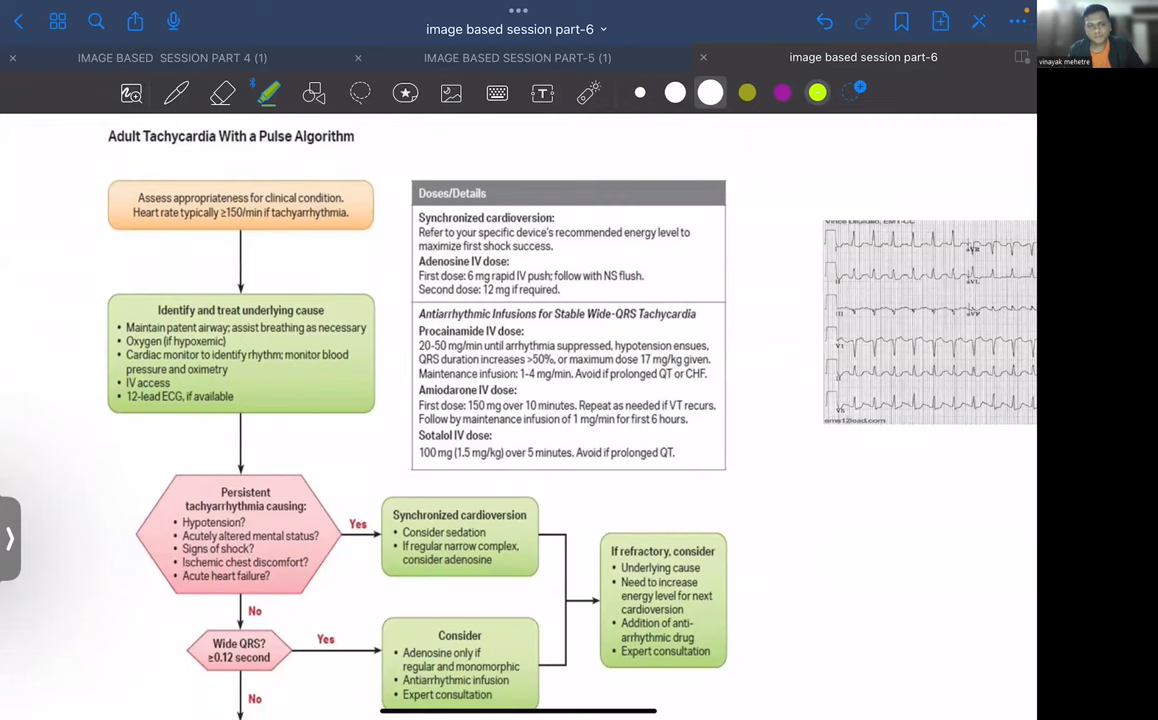 image based session part-6
IMAGE BASED SESSION PART 4 (1)
IMAGE BASED SESSION PART-5 (1)
image based session part-6
vinayak mehetre
Adult Tachycardia With a Pulse Algorithm
Assess appropriateness for clinical condition.
Heart rate typically ≥150/min if tachyarrhythmia.
Identify and treat underlying cause
• Maintain patent airway; assist breathing as necessary
• Oxygen (if hypoxemic)
• Cardiac monitor to identify rhythm; monitor blood
pressure and oximetry
• IV access
• 12-lead ECG, if available
Persistent
tachyarrhythmia causing:
• Hypotension?
• Acutely altered mental status?
• Signs of shock?
• Ischemic chest discomfort?
• Acute heart failure?
Yes
Synchronized cardioversion
• Consider sedation
• If regular narrow complex,
consider adenosine
If refractory, consider
• Underlying cause
• Need to increase
energy level for next
cardioversion
• Addition of anti-
arrhythmic drug
• Expert consultation
No
Wide QRS?
≥0.12 second
Yes
Consider
• Adenosine only if
regular and monomorphic
• Antiarrhythmic infusion
• Expert consultation
No
Doses/Details
Synchronized cardioversion:
Refer to your specific device's recommended energy level to
maximize first shock success.
Adenosine IV dose:
First dose: 6 mg rapid IV push; follow with NS flush.
Second dose: 12 mg if required.
Antiarrhythmic Infusions for Stable Wide-QRS Tachycardia
Procainamide IV dose:
20-50 mg/min until arrhythmia suppressed, hypotension ensues,
QRS duration increases >50%, or maximum dose 17 mg/kg given.
Maintenance infusion: 1-4 mg/min. Avoid if prolonged QT or CHF.
Amiodarone IV dose:
First dose: 150 mg over 10 minutes. Repeat as needed if VT recurs.
Follow by maintenance infusion of 1 mg/min for first 6 hours.
Sotalol IV dose:
100 mg (1.5 mg/kg) over 5 minutes. Avoid if prolonged QT.
aVR
II
aVL
III
aVF
V1
II
V5
ems12lead.com